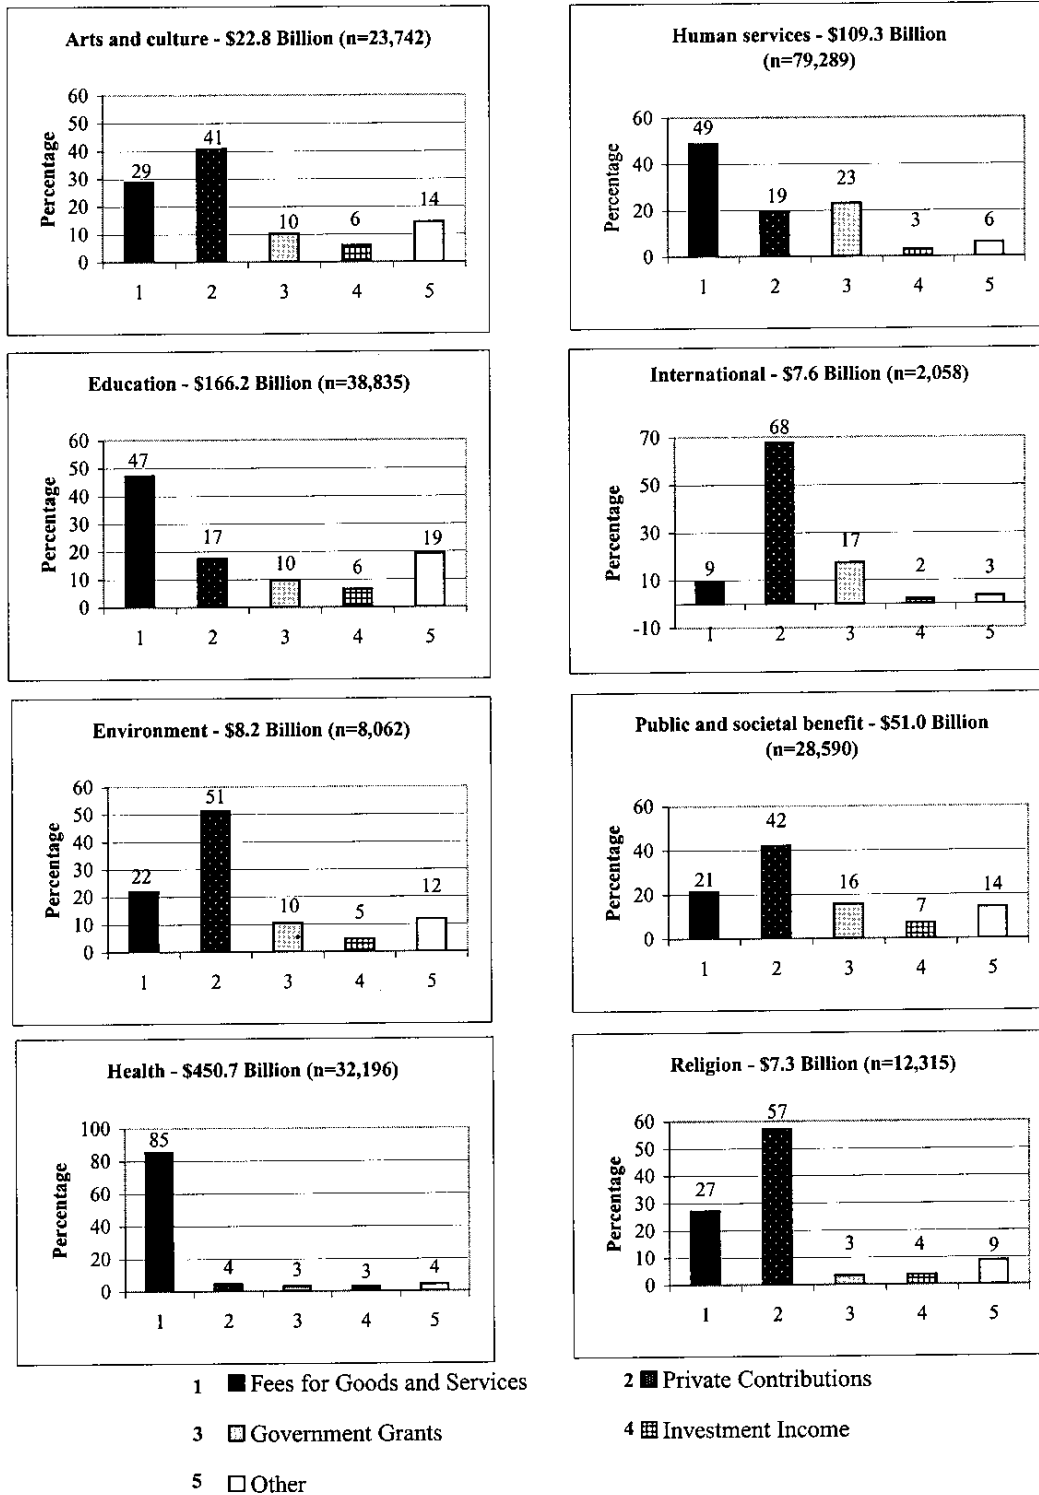 Arts and culture - $22.8 Billion (n=23,742)
Percentage
60
50
40
30
20
10
0
29
41
10
6
14
1 2 3 4 5
Human services - $109.3 Billion
(n=79,289)
Percentage
60
40
20
0
49
19
23
3
6
1 2 3 4 5
Education - $166.2 Billion (n=38,835)
Percentage
60
50
40
30
20
10
0
47
17
10
6
19
1 2 3 4 5
International - $7.6 Billion (n=2,058)
Percentage
70
50
30
10
-10
9
68
17
2
3
1 2 3 4 5
Environment - $8.2 Billion (n=8,062)
Percentage
60
50
40
30
20
10
0
22
51
10
5
12
1 2 3 4 5
Public and societal benefit - $51.0 Billion
(n=28,590)
Percentage
60
40
20
0
21
42
16
7
14
1 2 3 4 5
Health - $450.7 Billion (n=32,196)
Percentage
100
80
60
40
20
0
85
4
3
3
4
1 2 3 4 5
Religion - $7.3 Billion (n=12,315)
Percentage
60
50
40
30
20
10
0
27
57
3
4
9
1 2 3 4 5
1 Fees for Goods and Services
2 Private Contributions
3 Government Grants
4 Investment Income
5 Other